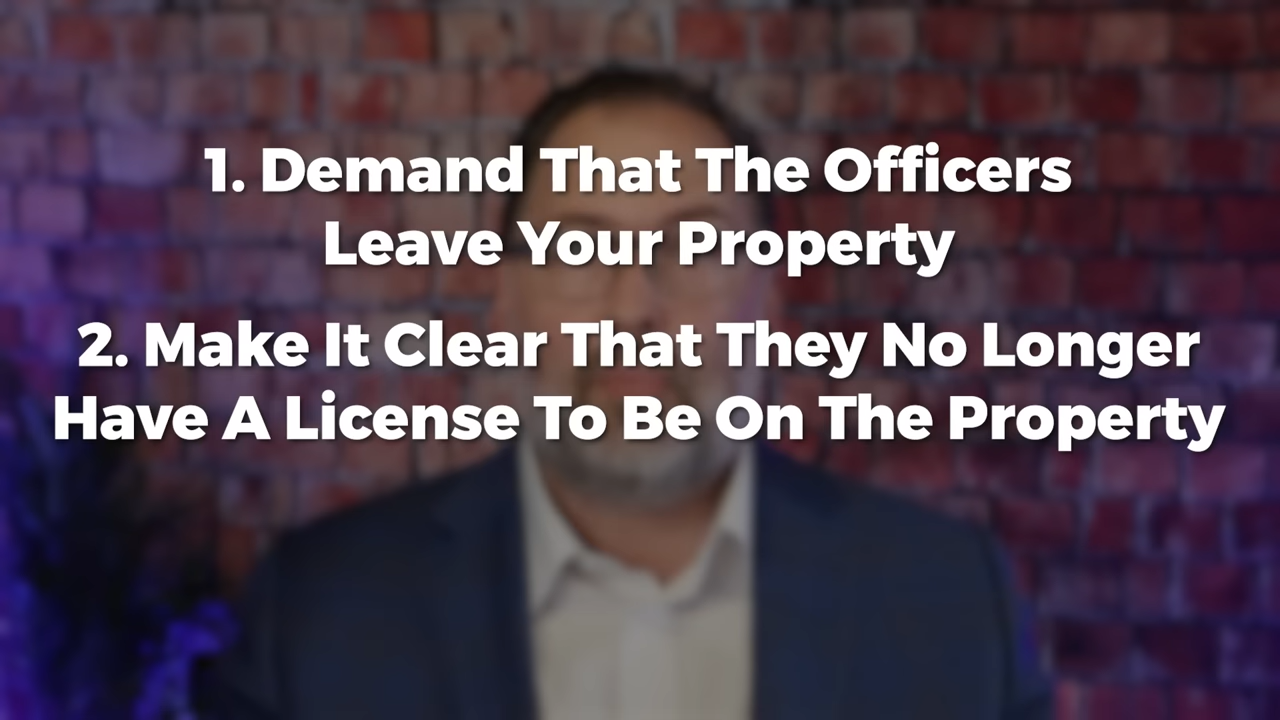 1. Demand That The Officers
Leave Your Property
2. Make It Clear That They No Longer
Have A License To Be On The Property